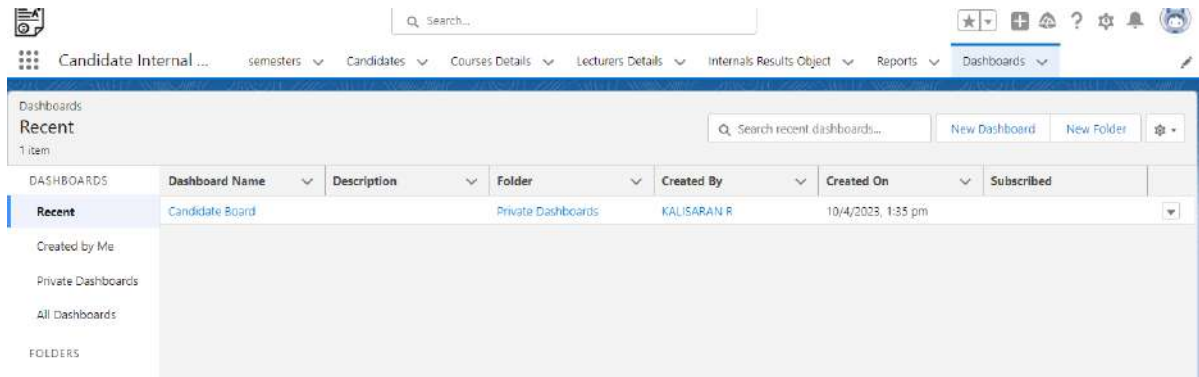 Search...
Candidate Internal ... semesters Candidates Courses Details Lecturers Details Internals Results Object Reports Dashboards
Dashboards
Recent
1 item
Search recent dashboards... New Dashboard New Folder
DASHBOARDS Dashboard Name Description Folder Created By Created On Subscribed
Recent Candidate Board Private Dashboards KALISARAN R 10/4/2023, 1:35 pm
Created by Me
Private Dashboards
All Dashboards
FOLDERS